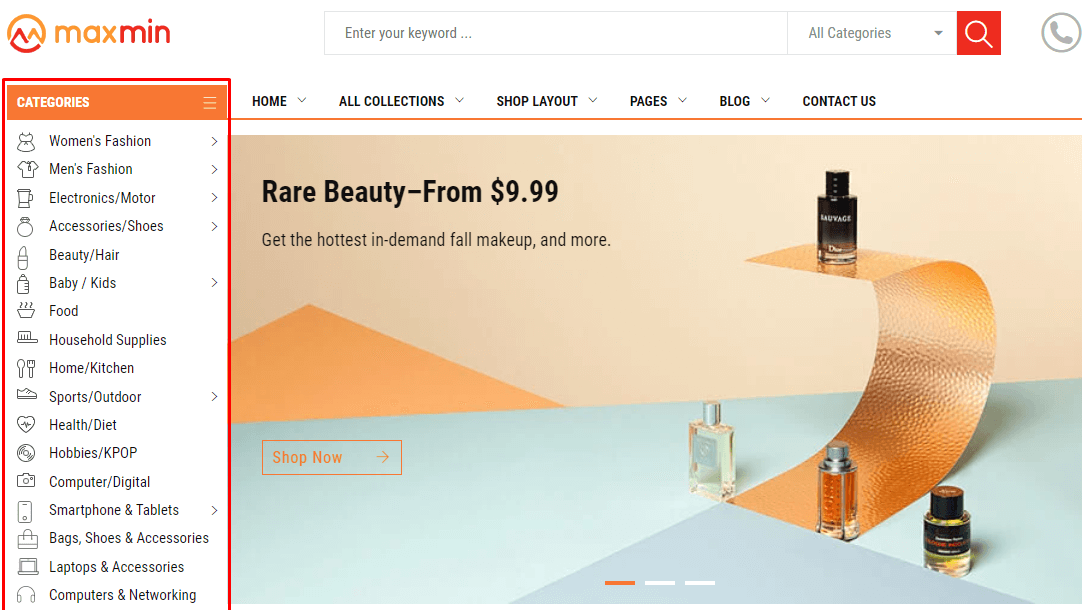 maxmin
Enter your keyword ...
All Categories
CATEGORIES
HOME
ALL COLLECTIONS
SHOP LAYOUT
PAGES
BLOG
CONTACT US
Women's Fashion
Men's Fashion
Electronics/Motor
Accessories/Shoes
Beauty/Hair
Baby / Kids
Food
Household Supplies
Home/Kitchen
Sports/Outdoor
Health/Diet
Hobbies/KPOP
Computer/Digital
Smartphone & Tablets
Bags, Shoes & Accessories
Laptops & Accessories
Computers & Networking
Rare Beauty–From $9.99
Get the hottest in-demand fall makeup, and more.
Shop Now
SAUVAGE
Dior